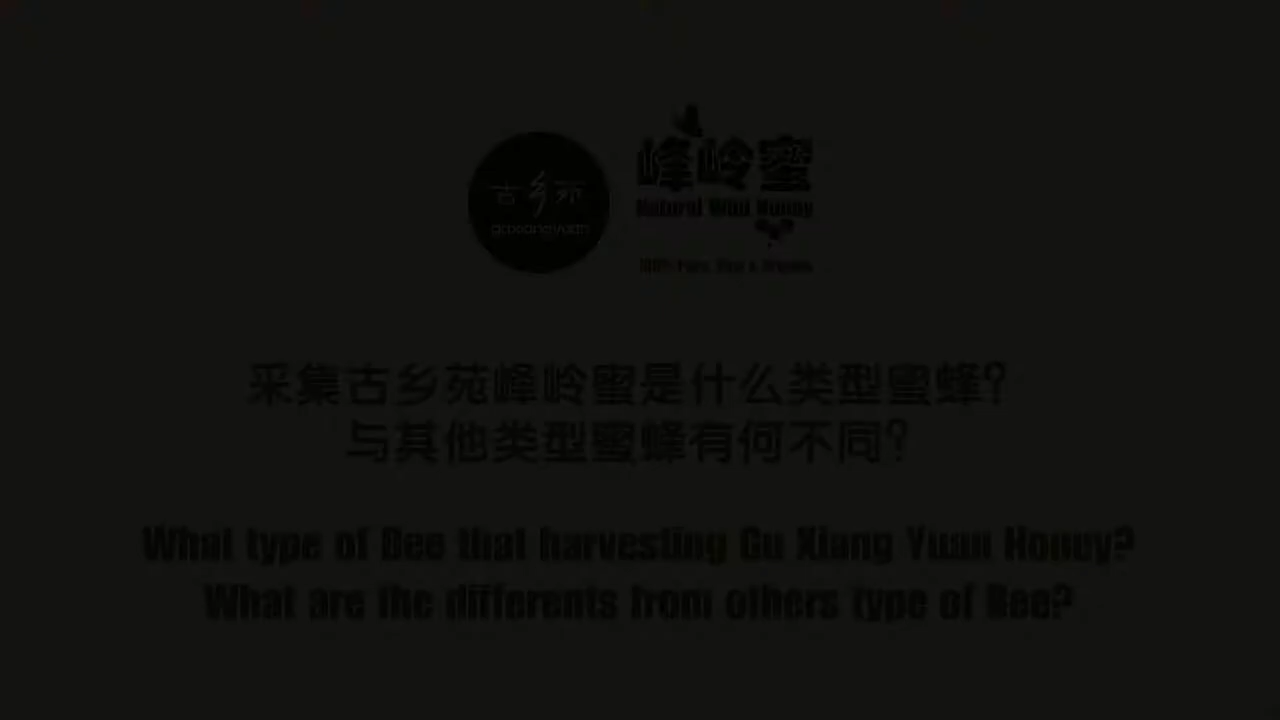 古乡苑
guxiangyuan
峰岭蜜
Natural Wild Honey
采集古乡苑峰岭蜜是什么类型蜜蜂?
与其他类型蜜蜂有何不同?
What type of Bee that harvesting Gu Xiang Yuan Honey?
What are the differents from others type of Bee?